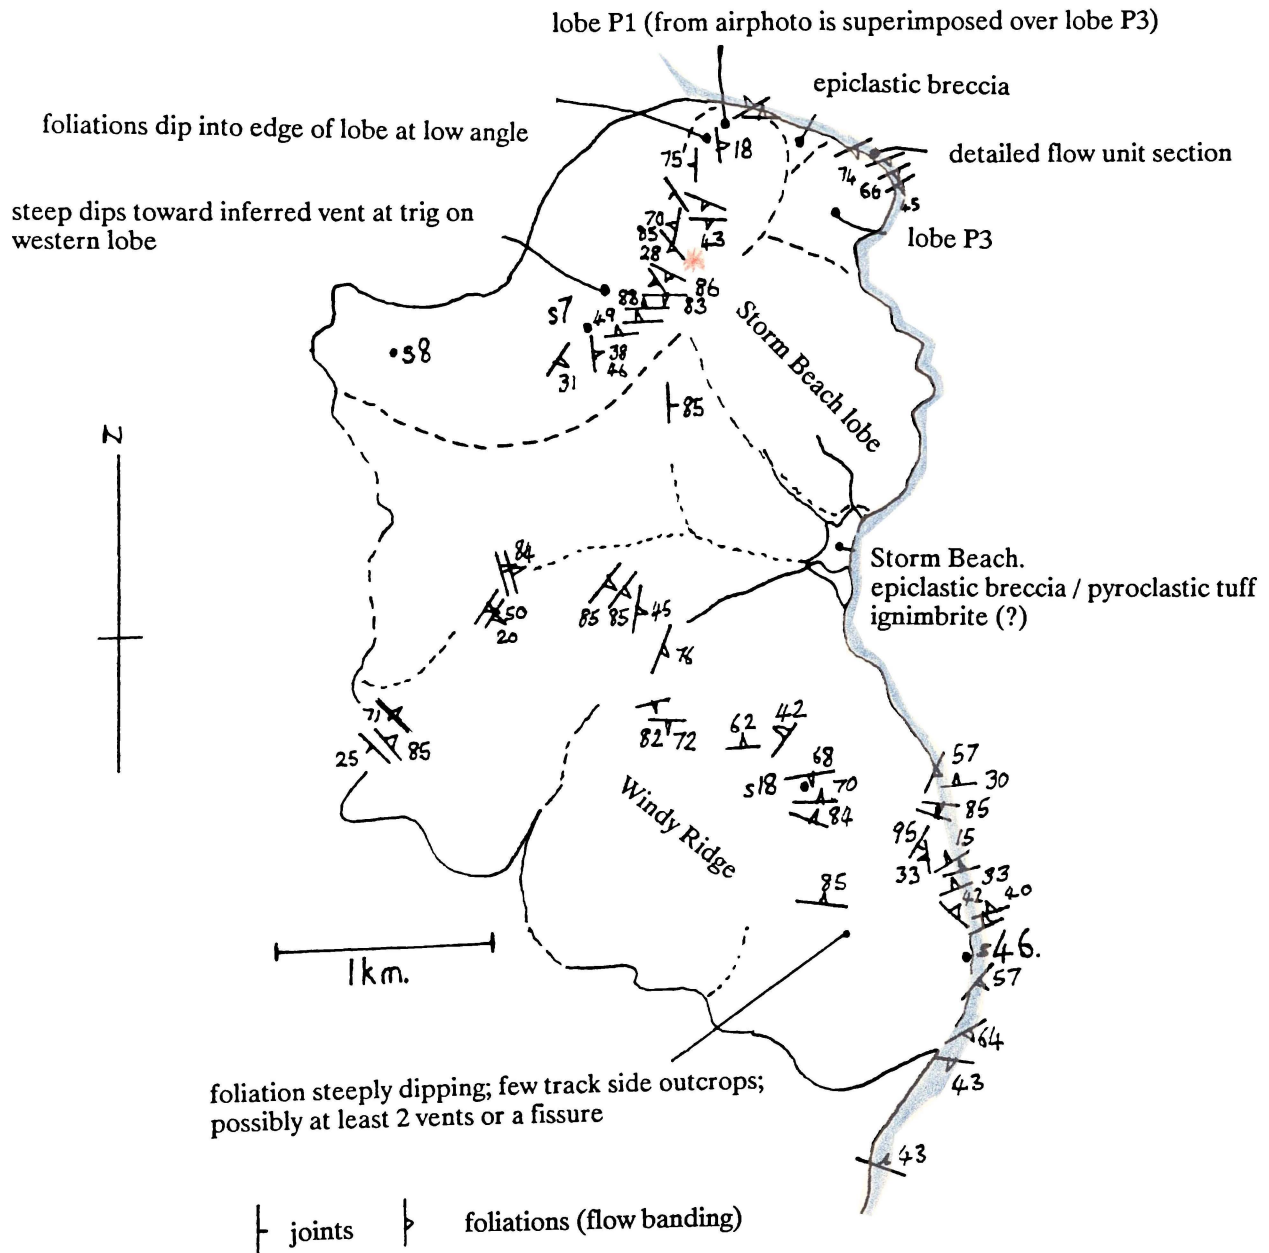 lobe P1 (from airphoto is superimposed over lobe P3)
epiclastic breccia
foliations dip into edge of lobe at low angle
detailed flow unit section
75
18
74
66
45
steep dips toward inferred vent at trig on
western lobe
lobe P3
70
85
43
28
86
88
83
s7
49
38
46
31
s8
Storm Beach lobe
85
N
84
50
20
85
85
45
76
Storm Beach.
epiclastic breccia / pyroclastic tuff
ignimbrite (?)
71
25
85
82
72
62
42
68
s18
70
84
57
30
85
95
15
33
33
42
40
Windy Ridge
85
s46.
57
1km.
64
43
43
foliation steeply dipping; few track side outcrops;
possibly at least 2 vents or a fissure
joints
foliations (flow banding)